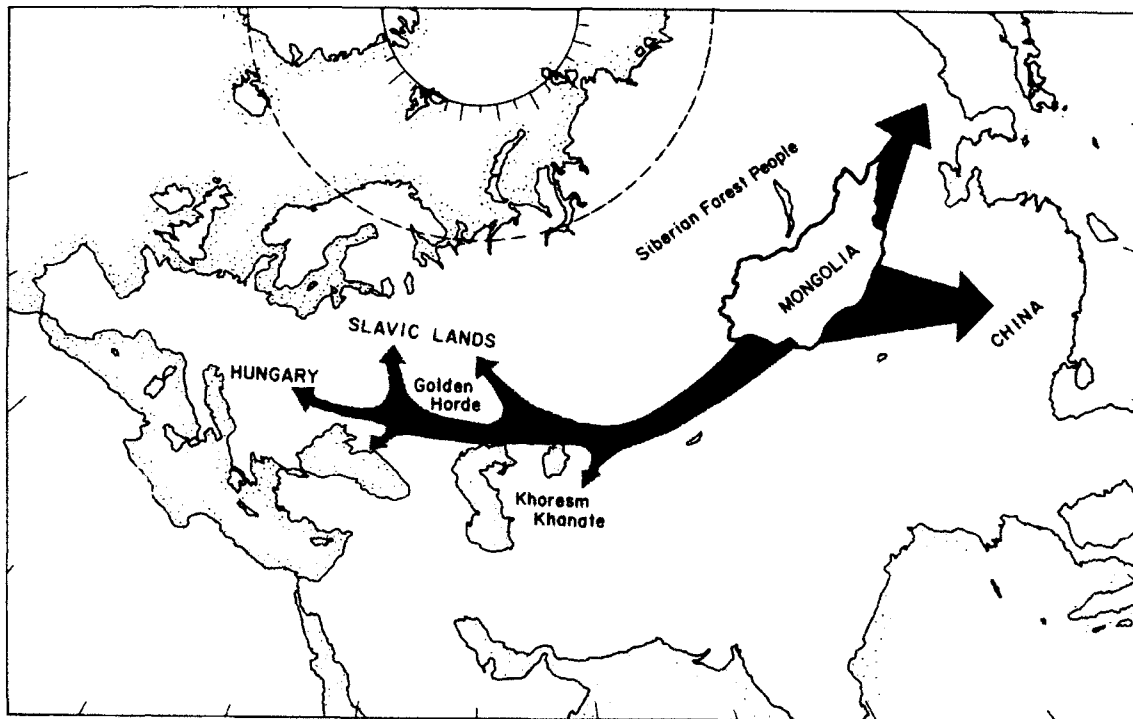 Siberian Forest People
MONGOLIA
CHINA
SLAVIC LANDS
HUNGARY
Golden
Horde
Khoresm
Khanate